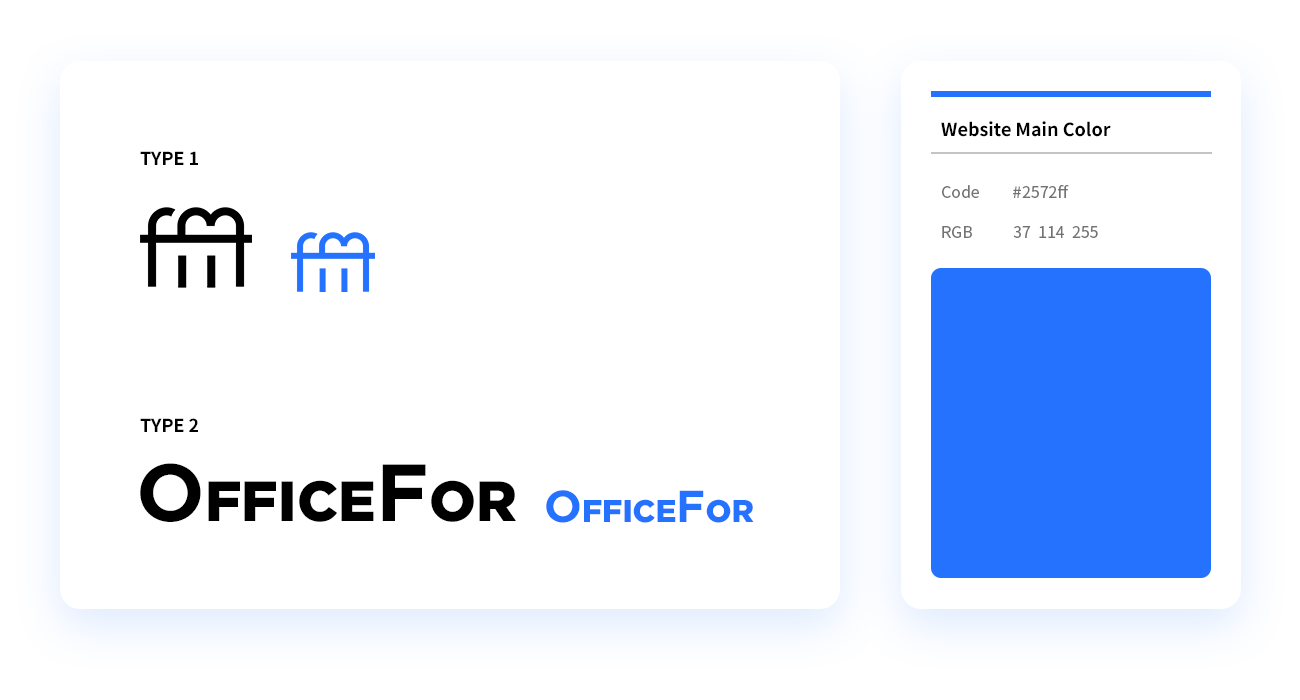 TYPE 1
TYPE 2
OFFICEFOR OFFICEFOR
Website Main Color
Code #2572ff
RGB 37 114 255